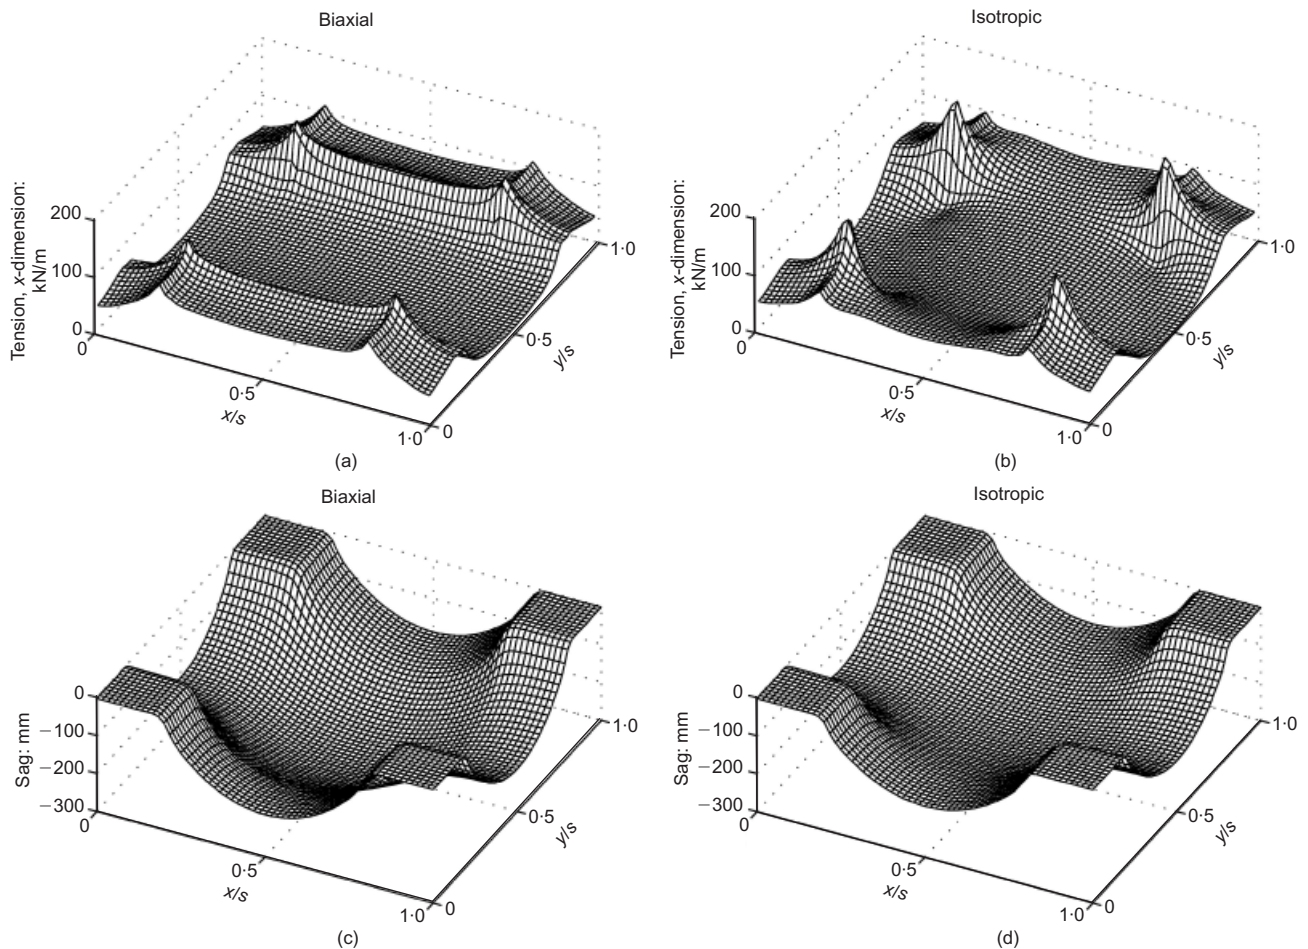 Biaxial
Tension, x-dimension:
kN/m
200
100
0
0
0·5
x/s
1·0
0
0·5
y/s
1·0
(a)
Isotropic
Tension, x-dimension:
kN/m
200
100
0
0
0·5
x/s
1·0
0
0·5
y/s
1·0
(b)
Biaxial
Sag: mm
0
−100
−200
−300
0
0·5
x/s
1·0
0
0·5
y/s
1·0
(c)
Isotropic
Sag: mm
0
−100
−200
−300
0
0·5
x/s
1·0
0
0·5
y/s
1·0
(d)